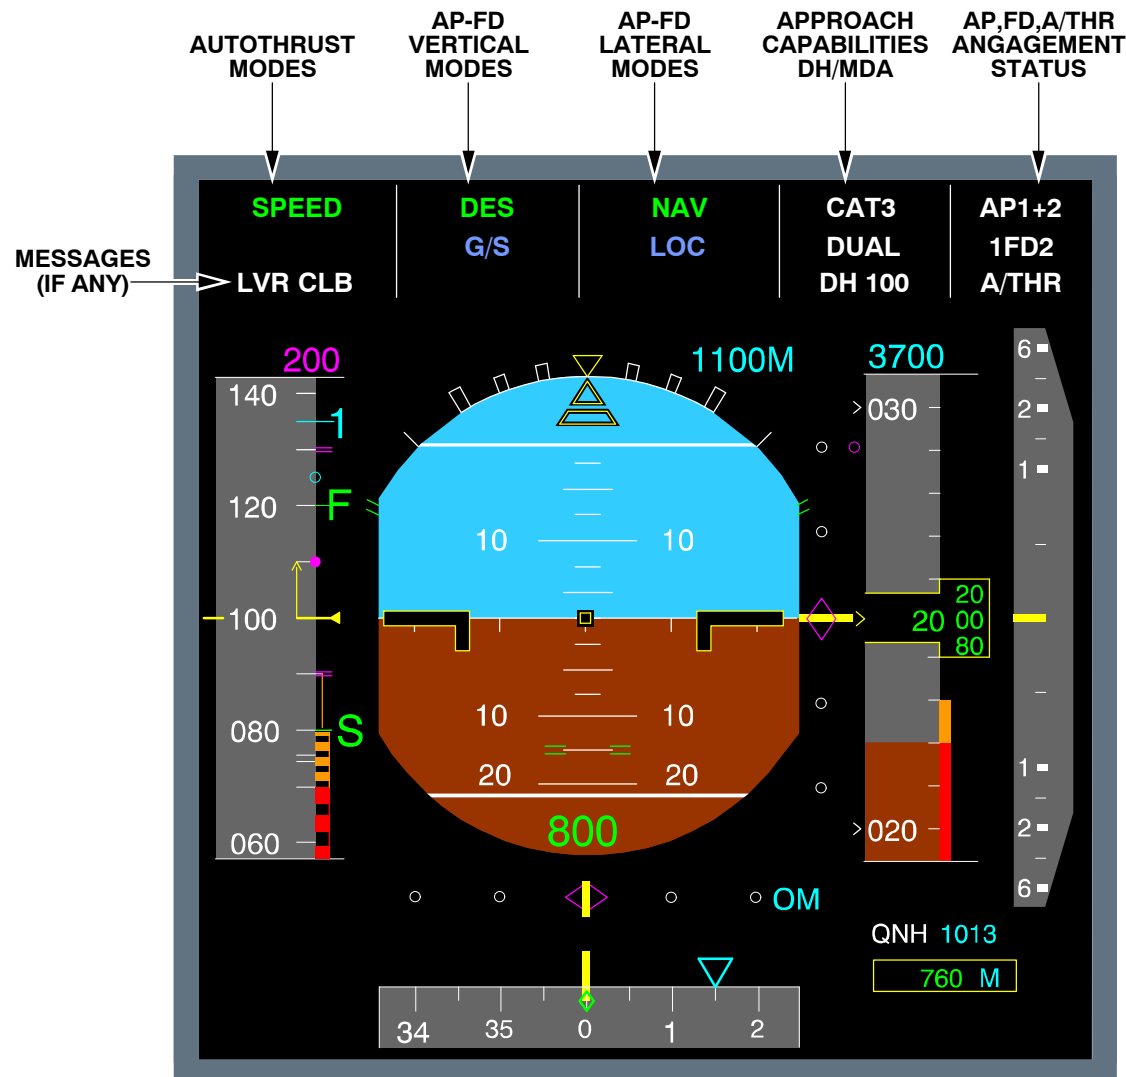 AUTOTHRUST
MODES
AP-FD
VERTICAL
MODES
AP-FD
LATERAL
MODES
APPROACH
CAPABILITIES
DH/MDA
AP,FD,A/THR
ANGAGEMENT
STATUS
MESSAGES
(IF ANY)
SPEED DES NAV CAT3 AP1+2
G/S LOC DUAL 1FD2
LVR CLB DH 100 A/THR
200 1100M 3700
140
1
120
F
100
080
S
060
10 10
10 10
20 20
800
030
20
20 00
80
020
6
2
1
1
2
6
OM
QNH 1013
760 M
34 35 0 1 2